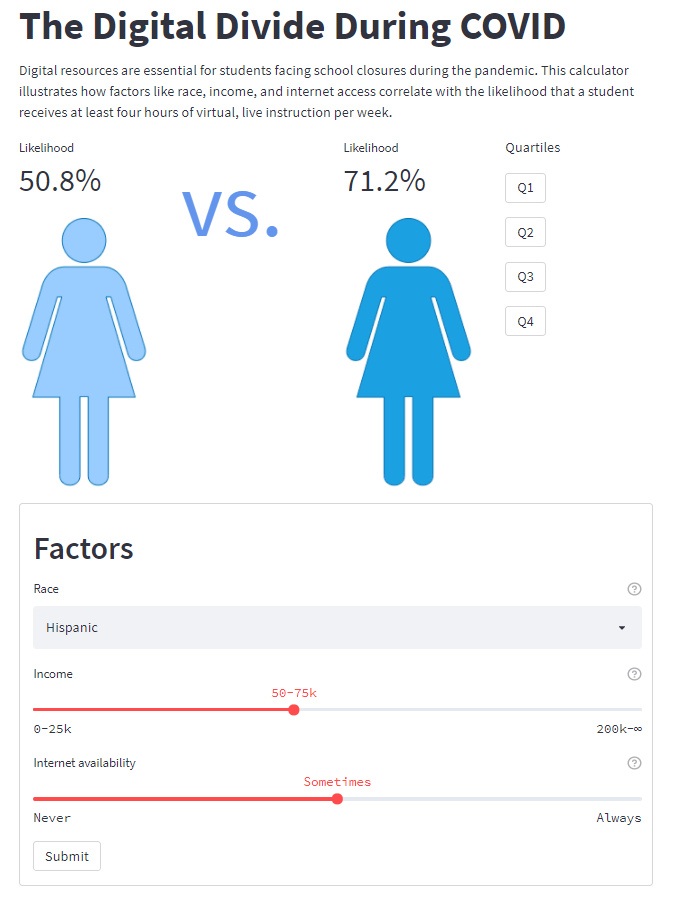 The Digital Divide During COVID
Digital resources are essential for students facing school closures during the pandemic. This calculator
illustrates how factors like race, income, and internet access correlate with the likelihood that a student
receives at least four hours of virtual, live instruction per week.
Likelihood
50.8%
vs.
Likelihood
71.2%
Quartiles
Q1
Q2
Q3
Q4
Factors
Race
Hispanic
Income
50-75k
0-25k 200k-∞
Internet availability
Sometimes
Never Always
Submit